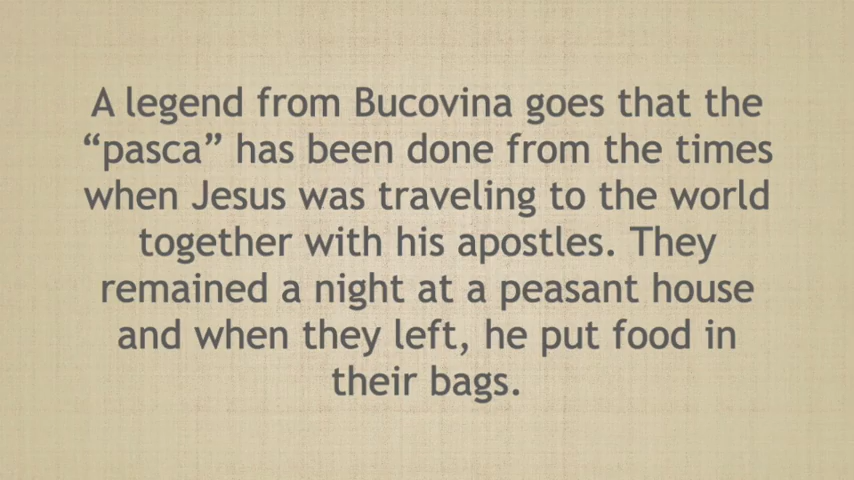 A legend from Bucovina goes that the
“pasca” has been done from the times
when Jesus was traveling to the world
together with his apostles. They
remained a night at a peasant house
and when they left, he put food in
their bags.